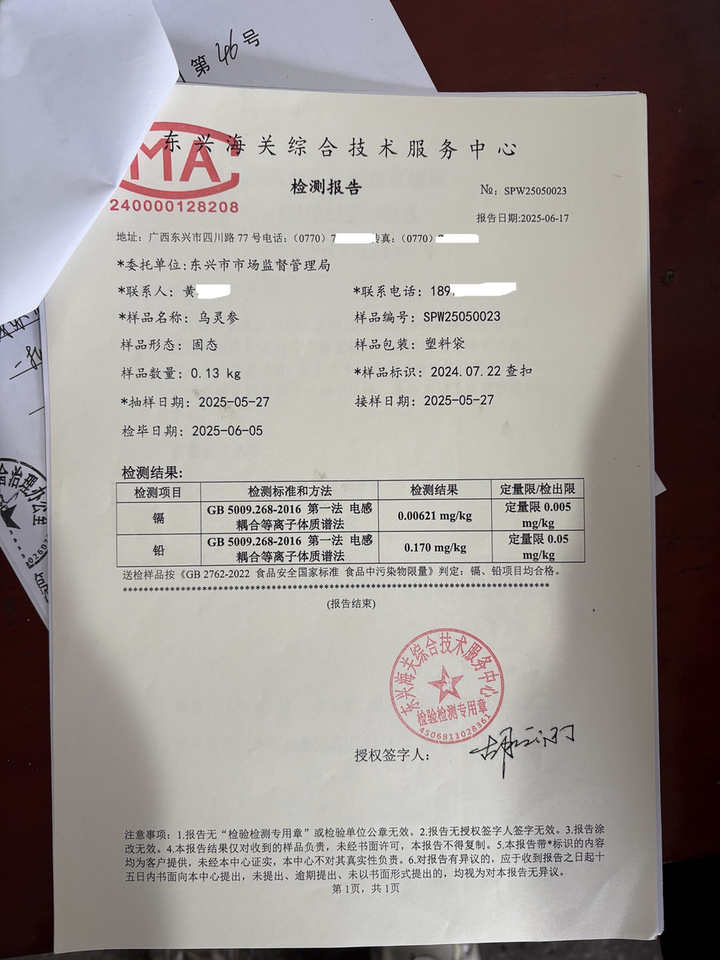 第46号
东兴海关综合技术服务中心
MA
240000128208
检测报告
№: SPW25050023
报告日期:2025-06-17
地址: 广西东兴市四川路 77 号电话: (0770) 7 传真: (0770)
*委托单位:东兴市市场监督管理局
*联系人: 黄
*联系电话: 189
*样品名称: 乌灵参
样品编号: SPW25050023
样品形态: 固态
样品包装: 塑料袋
样品数量: 0.13 kg
*样品标识: 2024.07.22 查扣
*抽样日期: 2025-05-27
接样日期: 2025-05-27
检毕日期: 2025-06-05
检测结果:
检测项目 检测标准和方法 检测结果 定量限/检出限
镉 GB 5009.268-2016 第一法 电感耦合等离子体质谱法 0.00621 mg/kg 定量限 0.005 mg/kg
铅 GB 5009.268-2016 第一法 电感耦合等离子体质谱法 0.170 mg/kg 定量限 0.05 mg/kg
送检样品按《GB 2762-2022 食品安全国家标准 食品中污染物限量》判定: 镉、铅项目均合格。
(报告结束)
东兴海关综合技术服务中心
检验检测专用章
4506811028361
授权签字人:
注意事项: 1.报告无“检验检测专用章”或检验单位公章无效。2.报告无授权签字人签字无效。3.报告涂
改无效。4.本报告结果仅对收到的样品负责, 未经书面许可, 本报告不得复制。5.本报告带*标识的内容
均为客户提供, 未经本中心证实, 本中心不对其真实性负责。6.对报告有异议的, 应于收到报告之日起十
五日内书面向本中心提出, 未提出、逾期提出、未以书面形式提出的, 均视为对本报告无异议。
第 1页, 共 1页